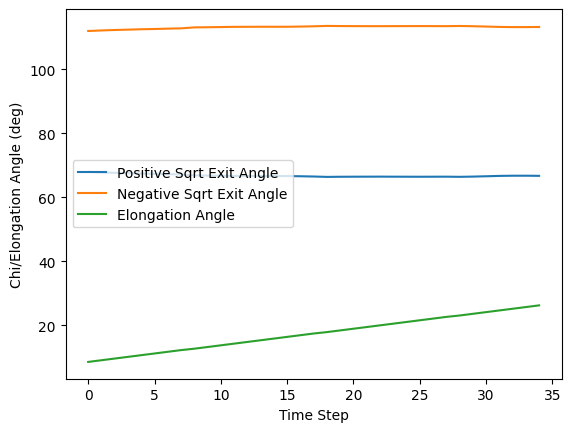 Chi/Elongation Angle (deg)
100
80
60
40
20
Positive Sqrt Exit Angle
Negative Sqrt Exit Angle
Elongation Angle
0
5
10
15
20
25
30
35
Time Step